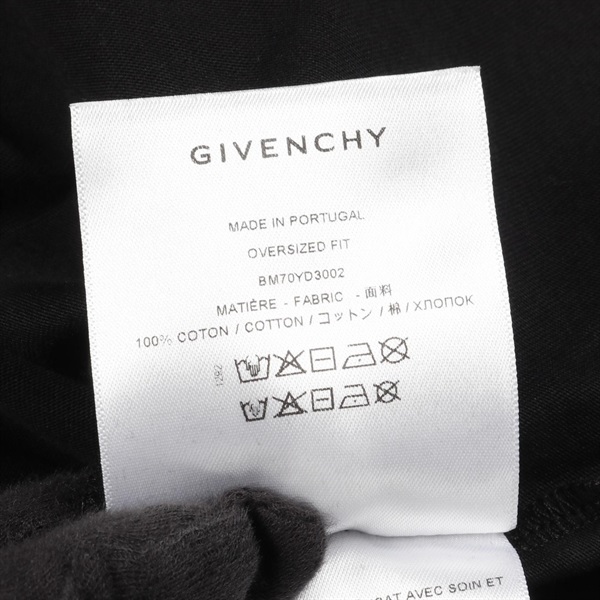 GIVENCHY
MADE IN PORTUGAL
OVERSIZED FIT
BM70YD3002
MATIÈRE - FABRIC - 面料
100% COTON / COTTON / コットン / 棉 / ХЛОПОК
1292
AVEC SOIN ET